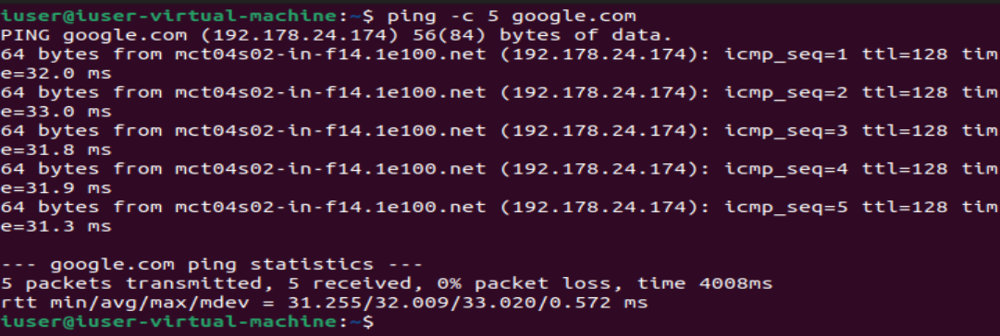 iuser@iuser-virtual-machine:~$ ping -c 5 google.com
PING google.com (192.178.24.174) 56(84) bytes of data.
64 bytes from mct04s02-in-f14.1e100.net (192.178.24.174): icmp_seq=1 ttl=128 tim
e=32.0 ms
64 bytes from mct04s02-in-f14.1e100.net (192.178.24.174): icmp_seq=2 ttl=128 tim
e=33.0 ms
64 bytes from mct04s02-in-f14.1e100.net (192.178.24.174): icmp_seq=3 ttl=128 tim
e=31.8 ms
64 bytes from mct04s02-in-f14.1e100.net (192.178.24.174): icmp_seq=4 ttl=128 tim
e=31.9 ms
64 bytes from mct04s02-in-f14.1e100.net (192.178.24.174): icmp_seq=5 ttl=128 tim
e=31.3 ms

--- google.com ping statistics ---
5 packets transmitted, 5 received, 0% packet loss, time 4008ms
rtt min/avg/max/mdev = 31.255/32.009/33.020/0.572 ms
iuser@iuser-virtual-machine:~$